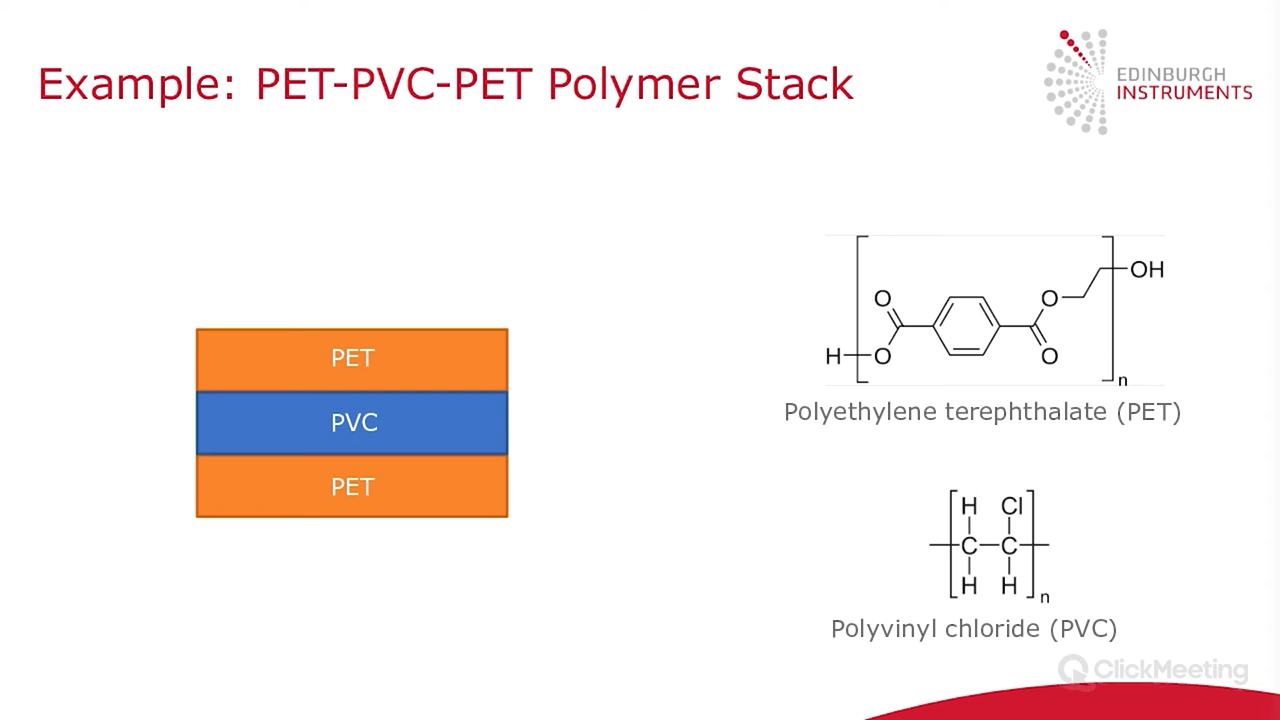 Example: PET-PVC-PET Polymer Stack
EDINBURGH
INSTRUMENTS
PET
PVC
PET
O
O
OH
H
O
O
n
Polyethylene terephthalate (PET)
H Cl
C C
H H
n
Polyvinyl chloride (PVC)
ClickMeeting